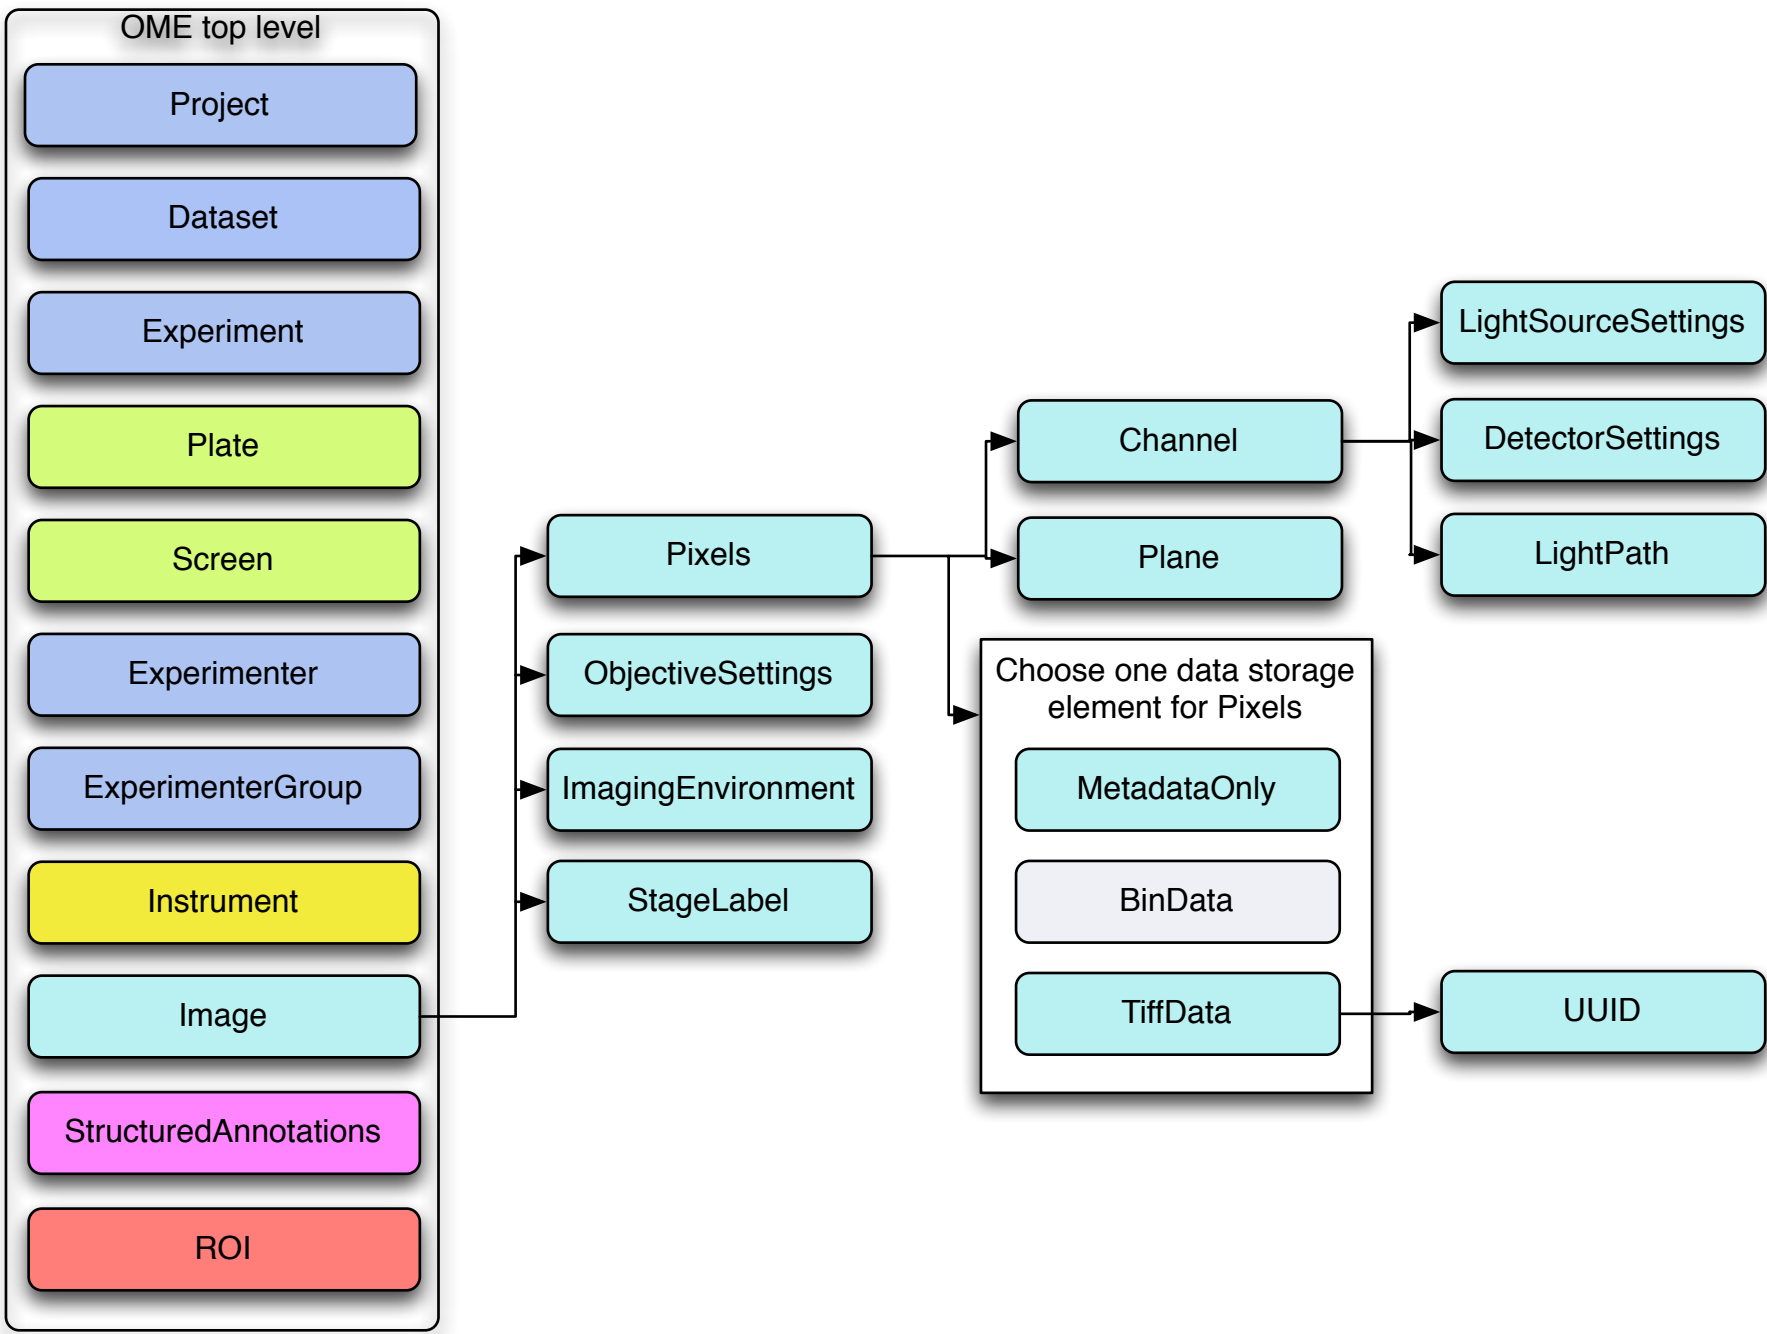 OME top level
Project
Dataset
Experiment
Plate
Screen
Experimenter
ExperimenterGroup
Instrument
Image
StructuredAnnotations
ROI
Pixels
ObjectiveSettings
ImagingEnvironment
StageLabel
Channel
Plane
Choose one data storage
element for Pixels
MetadataOnly
BinData
TiffData
LightSourceSettings
DetectorSettings
LightPath
UUID